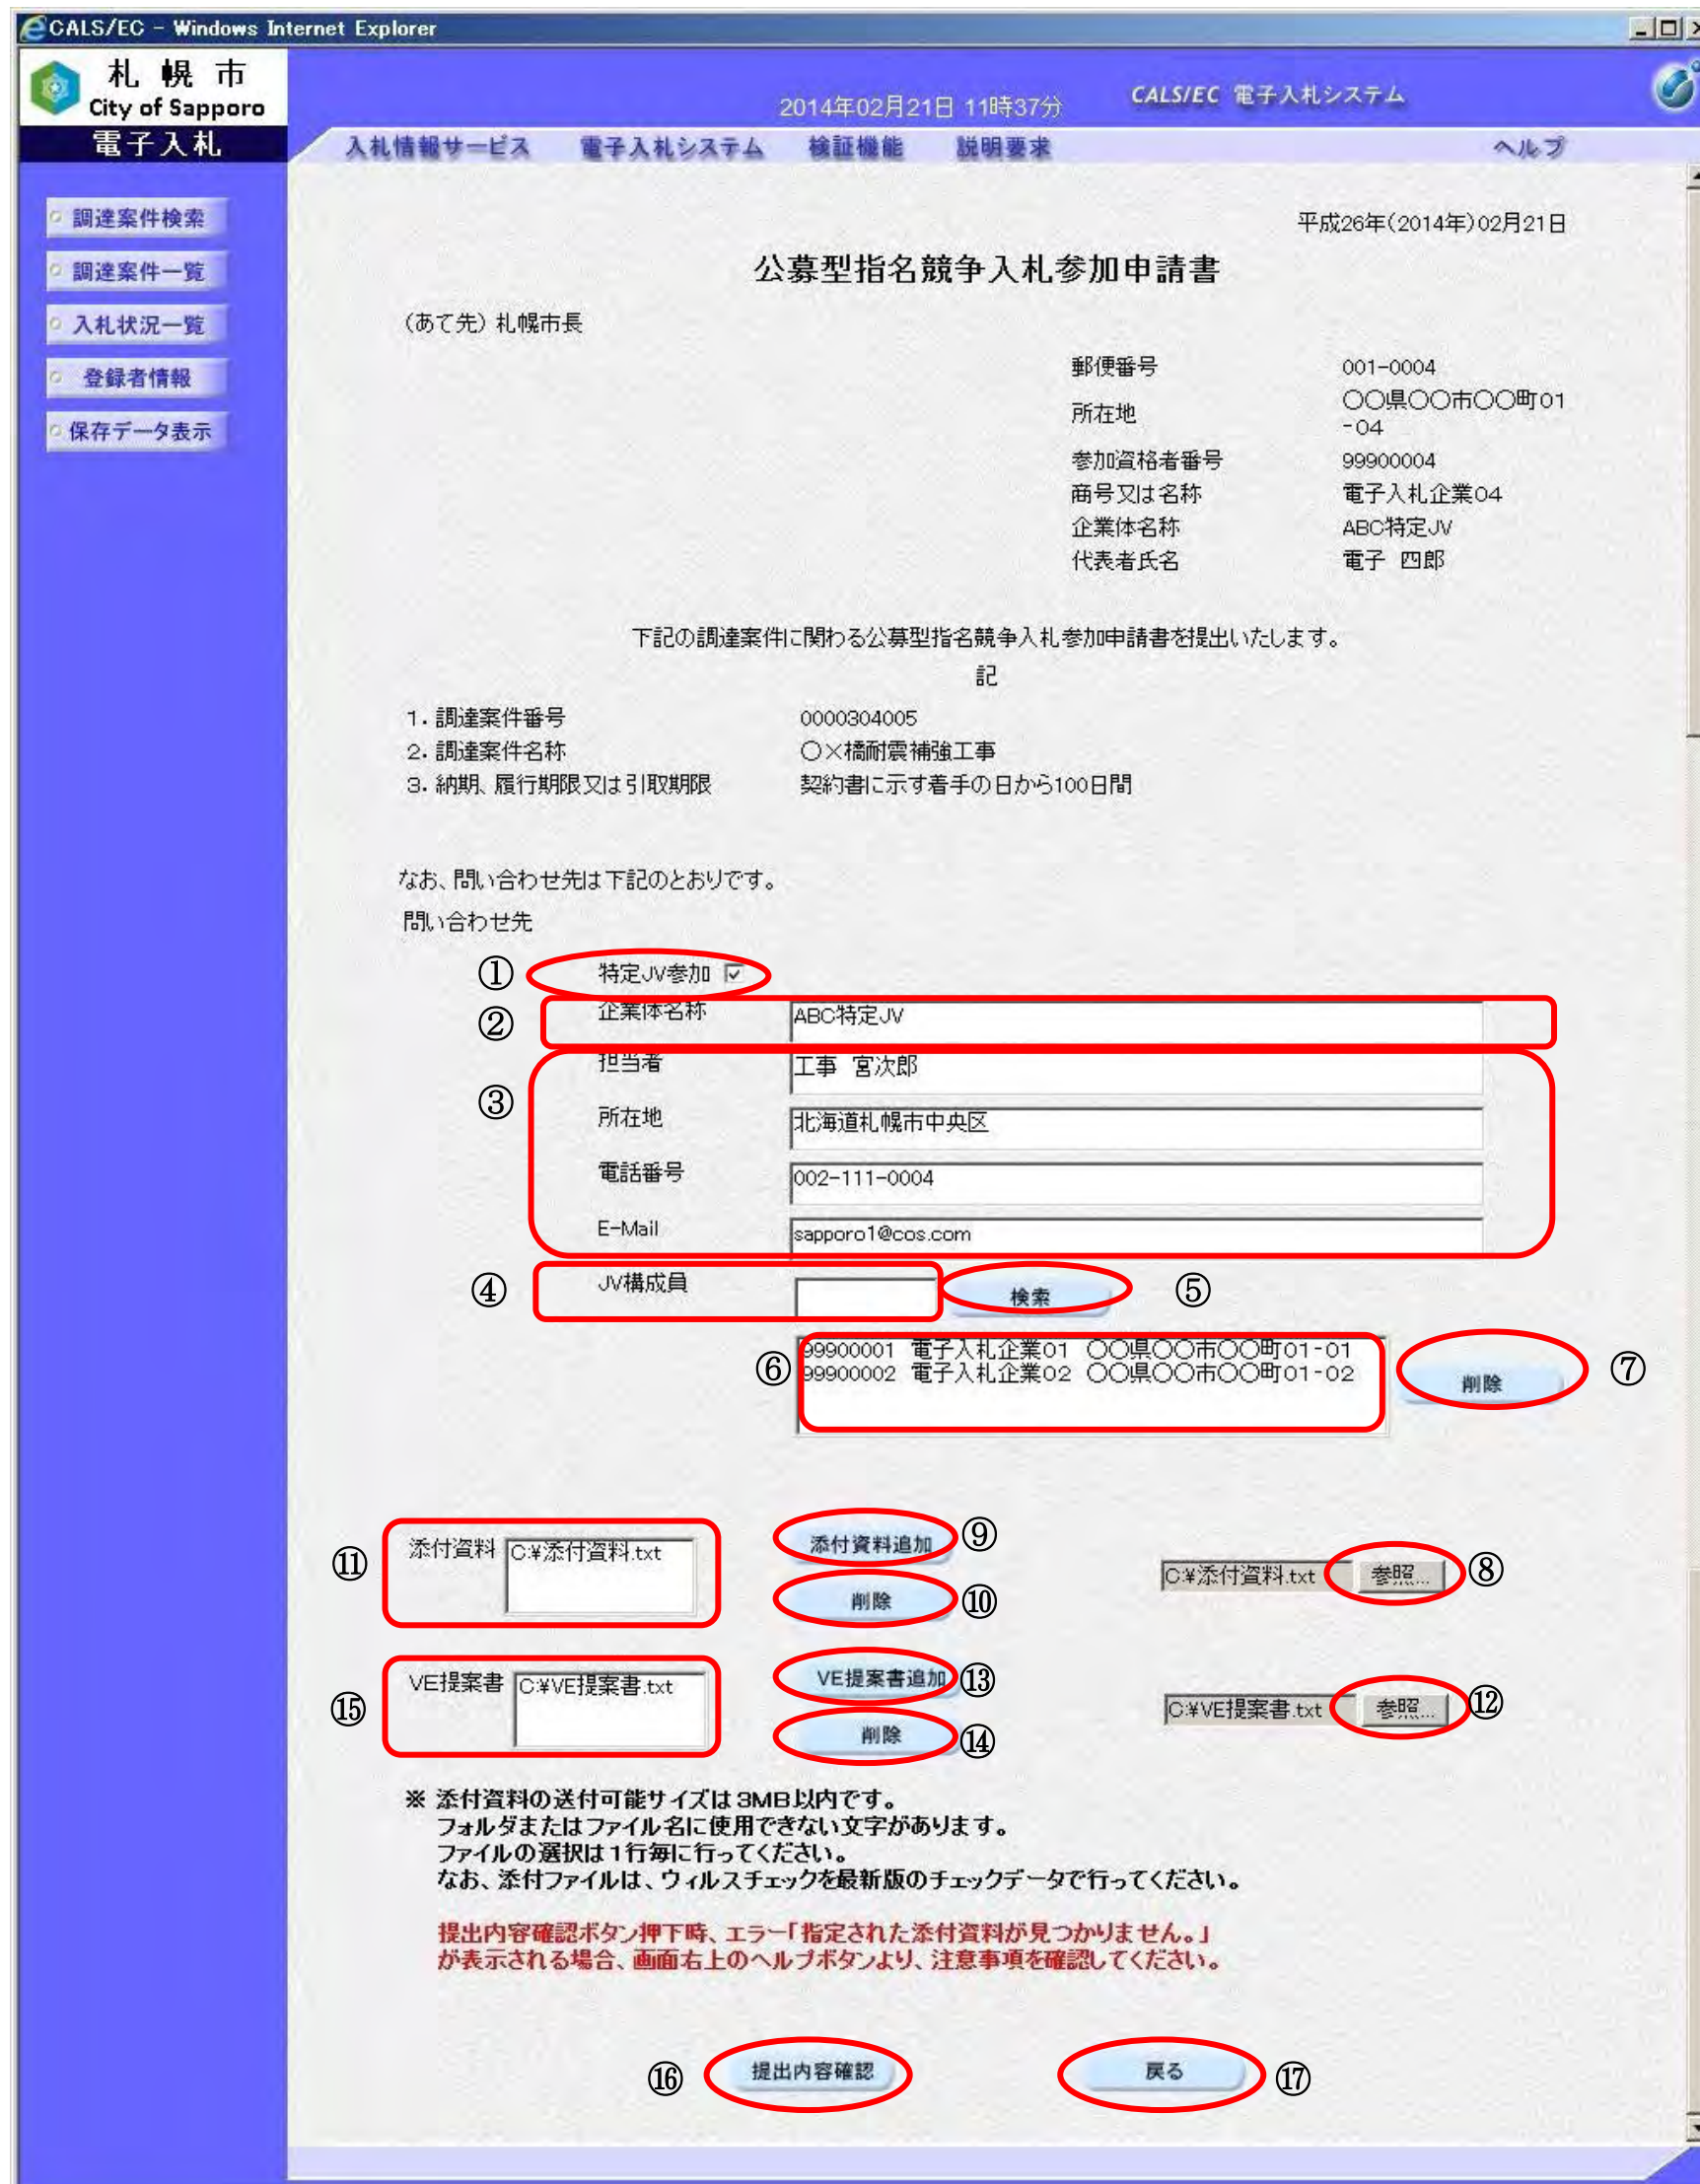 CALS/EC - Windows Internet Explorer
札幌市
City of Sapporo
2014年02月21日 11時37分
CALS/EC 電子入札システム
電子入札
入札情報サービス 電子入札システム 検証機能 説明要求 ヘルプ
調達案件検索
調達案件一覧
入札状況一覧
登録者情報
保存データ表示
平成26年(2014年)02月21日
公募型指名競争入札参加申請書
(あて先) 札幌市長
郵便番号 001-0004
所在地 〇〇県〇〇市〇〇町01
-04
参加資格者番号 99900004
商号又は名称 電子入札企業04
企業体名称 ABC特定JV
代表者氏名 電子 四郎
下記の調達案件に関わる公募型指名競争入札参加申請書を提出いたします。
記
1. 調達案件番号 0000304005
2. 調達案件名称 〇×橋耐震補強工事
3. 納期、履行期限又は引取期限 契約書に示す着手の日から100日間
なお、問い合わせ先は下記のとおりです。
問い合わせ先
① 特定JV参加
② 企業体名称 ABC特定JV
担当者 工事 宮次郎
③ 所在地 北海道札幌市中央区
電話番号 002-111-0004
E-Mail sapporo1@cos.com
④ JV構成員 検索 ⑤
⑥ 99900001 電子入札企業01 〇〇県〇〇市〇〇町01-01
99900002 電子入札企業02 〇〇県〇〇市〇〇町01-02
削除 ⑦
⑪ 添付資料 C:¥添付資料.txt 添付資料追加 ⑨
C:¥添付資料.txt 参照... ⑧
削除 ⑩
⑮ VE提案書 C:¥VE提案書.txt VE提案書追加 ⑬
C:¥VE提案書.txt 参照... ⑫
削除 ⑭
※ 添付資料の送付可能サイズは3MB以内です。
フォルダまたはファイル名に使用できない文字があります。
ファイルの選択は1行毎に行ってください。
なお、添付ファイルは、ウィルスチェックを最新版のチェックデータで行ってください。
提出内容確認ボタン押下時、エラー「指定された添付資料が見つかりません。」
が表示される場合、画面右上のヘルプボタンより、注意事項を確認してください。
⑯ 提出内容確認 戻る ⑰